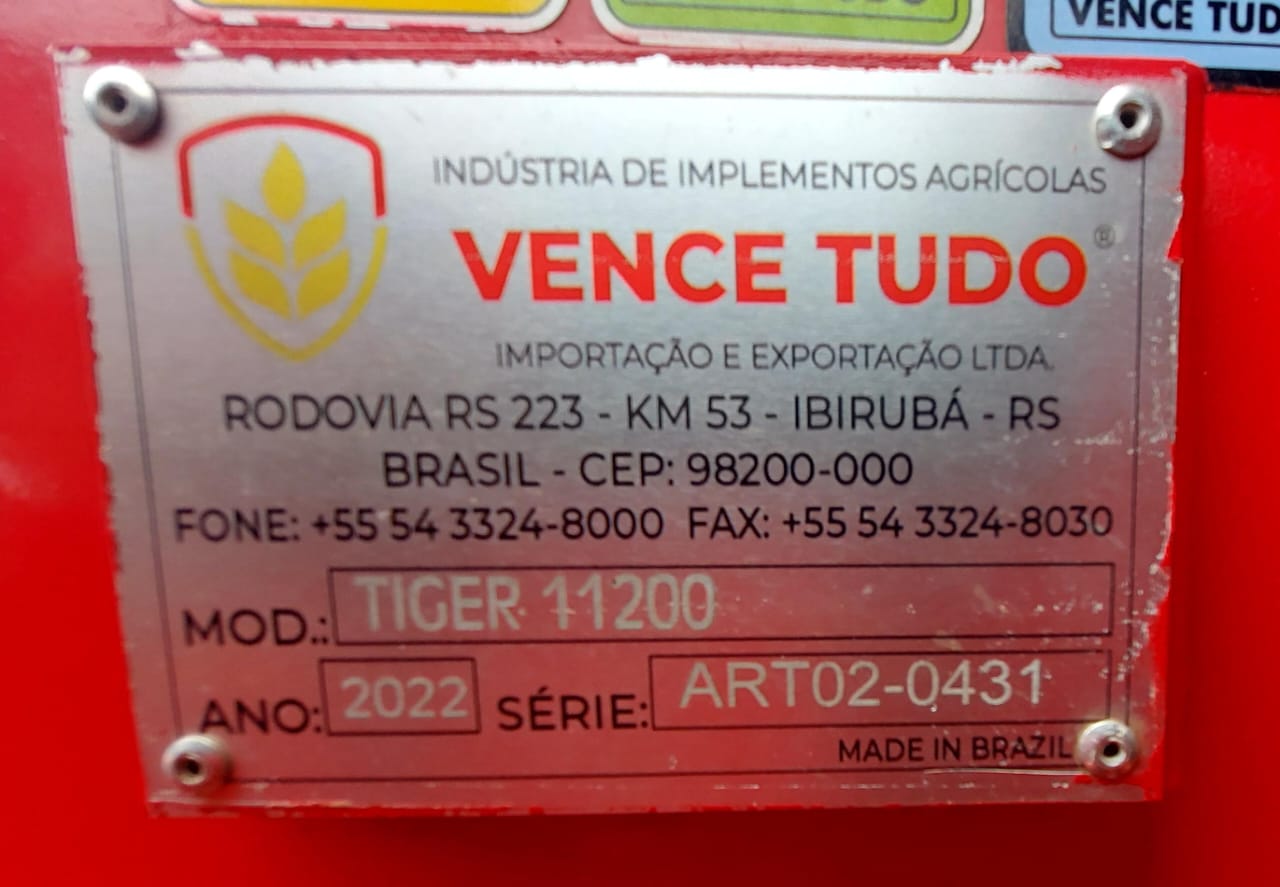 VENCE TUD
INDÚSTRIA DE IMPLEMENTOS AGRÍCOLAS
VENCE TUDO®
IMPORTAÇÃO E EXPORTAÇÃO LTDA.
RODOVIA RS 223 - KM 53 - IBIRUBÁ - RS
BRASIL - CEP: 98200-000
FONE: +55 54 3324-8000 FAX: +55 54 3324-8030
MOD.: TIGER 11200
ANO: 2022 SÉRIE: ART02-0431
MADE IN BRAZIL